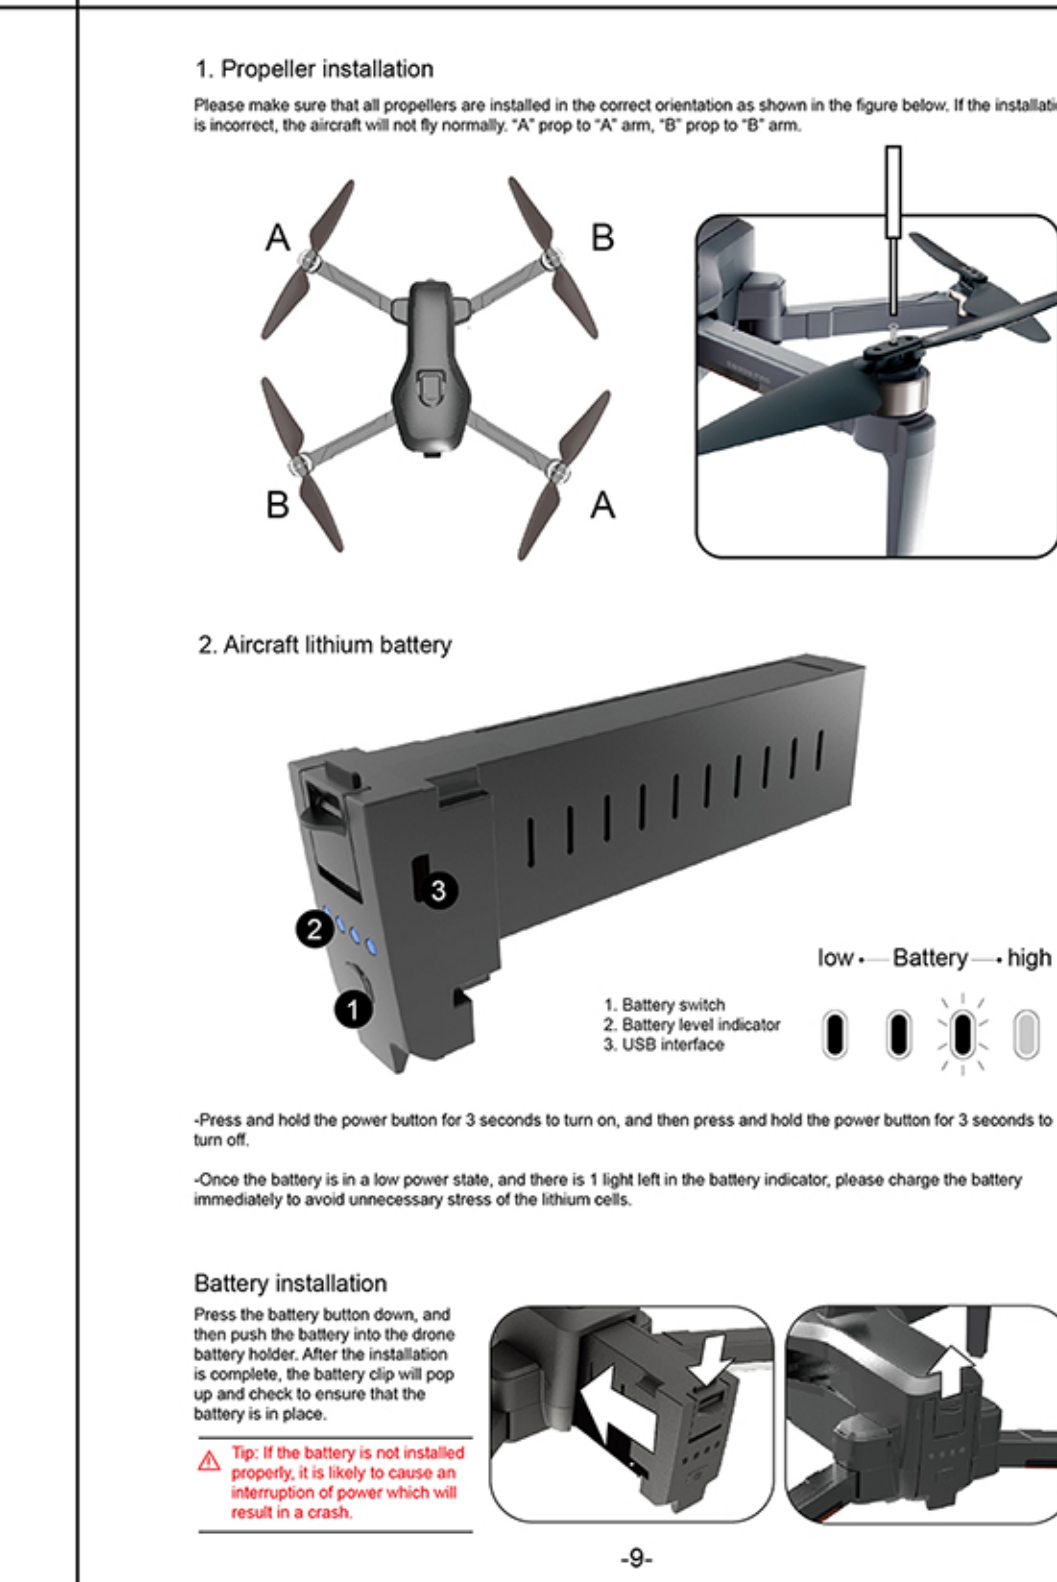 1. Propeller installation
Please make sure that all propellers are installed in the correct orientation as shown in the figure below. If the
is incorrect, the aircraft will not fly normally. “A” prop to “A” arm, “B” prop to “B” arm.
A
B
B
A
2. Aircraft lithium battery
3
2
1
low Battery high
1. Battery switch
2. Battery level indicator
3. USB interface
-Press and hold the power button for 3 seconds to turn on, and then press and hold the power button for 3 seconds to
turn off.
-Once the battery is in a low power state, and there is 1 light left in the battery indicator, please charge the battery
immediately to avoid unnecessary stress of the lithium cells.
Battery installation
Press the battery button down, and
then push the battery into the drone
battery holder. After the installation
is complete, the battery clip will pop
up and check to ensure that the
battery is in place.
Tip: If the battery is not installed
properly, it is likely to cause an
interruption of power which will
result in a crash.
-9-